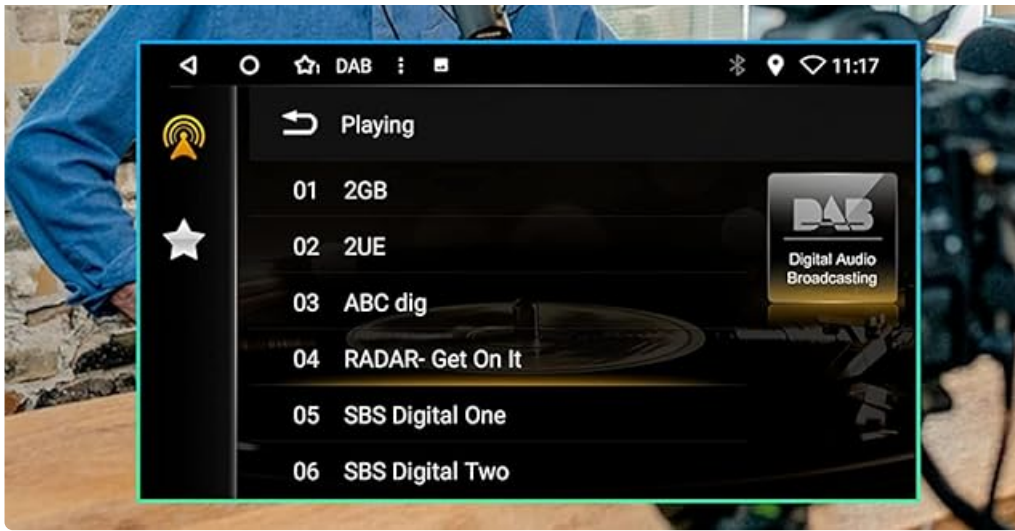 DAB 11:17
Playing
01 2GB
02 2UE
03 ABC dig
04 RADAR- Get On It
05 SBS Digital One
06 SBS Digital Two
DAB
Digital Audio
Broadcasting